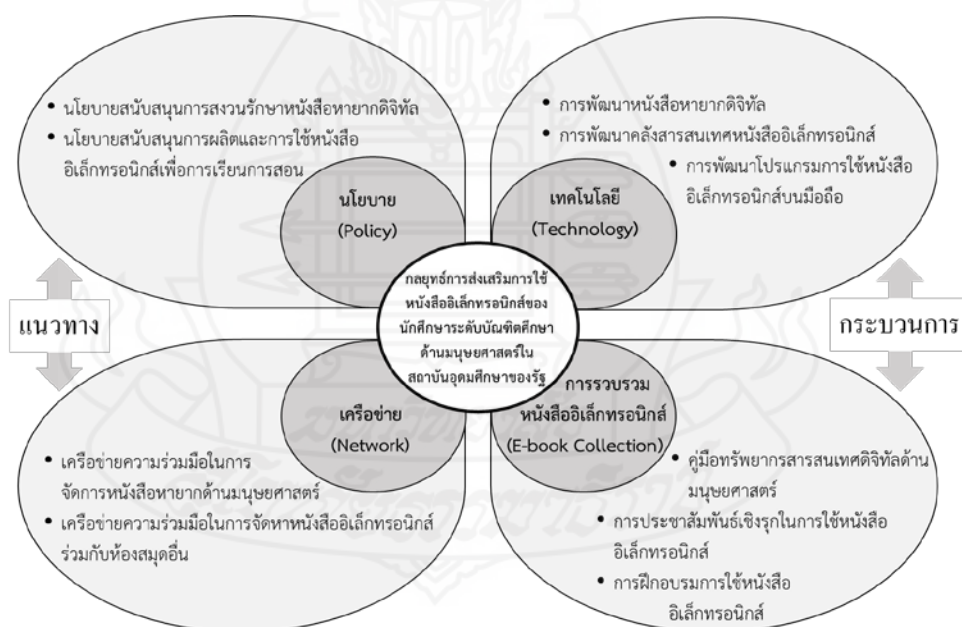 • นโยบายสนับสนุนการสงวนรักษาหนังสือหายากดิจิทัล
• นโยบายสนับสนุนการผลิตและการใช้หนังสือ
อิเล็กทรอนิกส์เพื่อการเรียนการสอน
นโยบาย
(Policy)
• การพัฒนาหนังสือหายากดิจิทัล
• การพัฒนาคลังสารสนเทศหนังสืออิเล็กทรอนิกส์
• การพัฒนาโปรแกรมการใช้หนังสือ
อิเล็กทรอนิกส์บนมือถือ
เทคโนโลยี
(Technology)
กลยุทธ์การส่งเสริมการใช้
หนังสืออิเล็กทรอนิกส์ของ
นักศึกษาระดับบัณฑิตศึกษา
ด้านมนุษยศาสตร์ใน
สถาบันอุดมศึกษาของรัฐ
แนวทาง
กระบวนการ
เครือข่าย
(Network)
• เครือข่ายความร่วมมือในการ
จัดการหนังสือหายากด้านมนุษยศาสตร์
• เครือข่ายความร่วมมือในการจัดหาหนังสืออิเล็กทรอนิกส์
ร่วมกับห้องสมุดอื่น
การรวบรวม
หนังสืออิเล็กทรอนิกส์
(E-book Collection)
• คู่มือทรัพยากรสารสนเทศดิจิทัลด้าน
มนุษยศาสตร์
• การประชาสัมพันธ์เชิงรุกในการใช้หนังสือ
อิเล็กทรอนิกส์
• การฝึกอบรมการใช้หนังสือ
อิเล็กทรอนิกส์